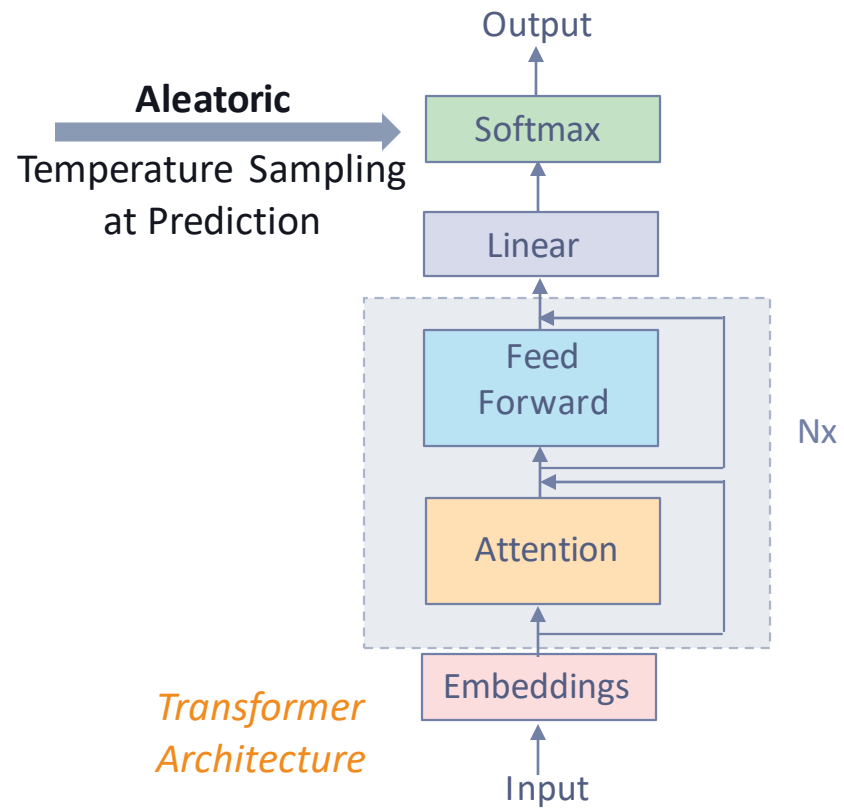 Output
Aleatoric
Softmax
Temperature Sampling
at Prediction
Linear
Feed
Forward
Nx
Attention
Embeddings
Transformer
Architecture
Input